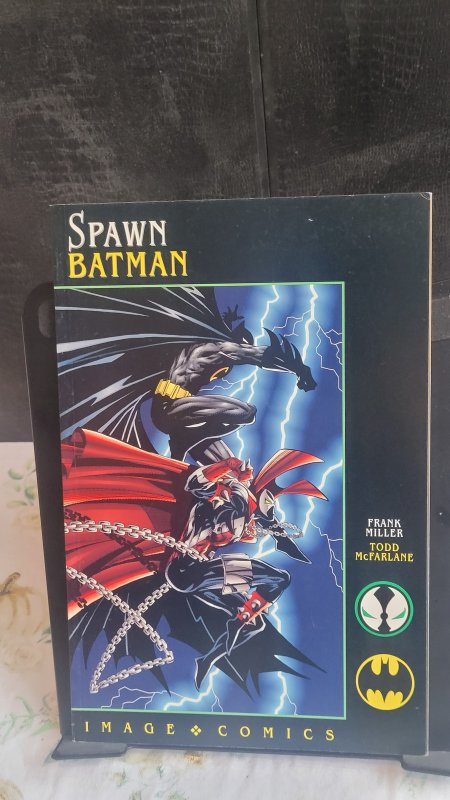 SPAWN
BATMAN
FRANK
MILLER
TODD
McFARLANE
IMAGE ❖ COMICS